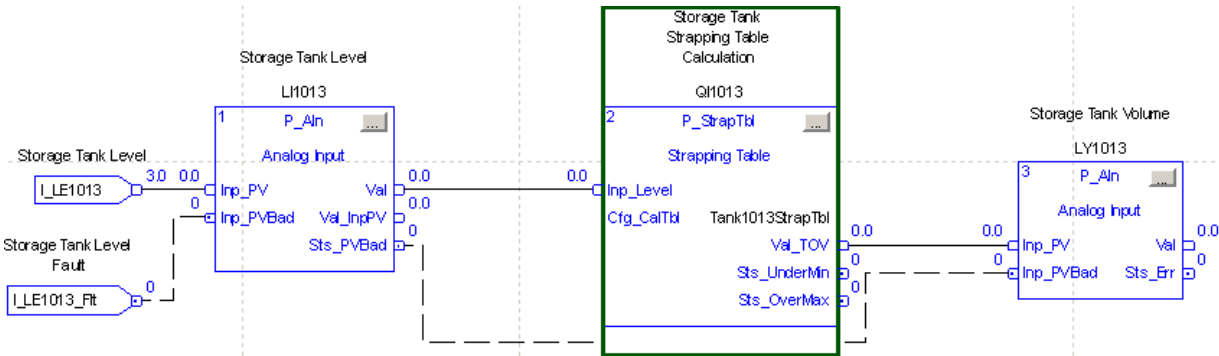 Storage Tank
Strapping Table
Calculation
Storage Tank Level
LI1013
QI1013
1
P_AIn
...
Analog Input
2
P_StrapTbl
...
Strapping Table
Storage Tank Volume
LY1013
3
P_AIn
...
Analog Input
Storage Tank Level
I_LE1013
3.0 0.0
Inp_PV
Val
0.0
0.0
Inp_Level
0
Inp_PVBad
Val_InpPV
0.0
Cfg_CalTbl
Tank1013StrapTbl
Sts_PVBad
0
Val_TOV
0.0
0.0
Inp_PV
Val
0.0
Storage Tank Level
Fault
I_LE1013_Flt
0
Sts_UnderMin
0
0
Inp_PVBad
Sts_Err
0
Sts_OverMax
0